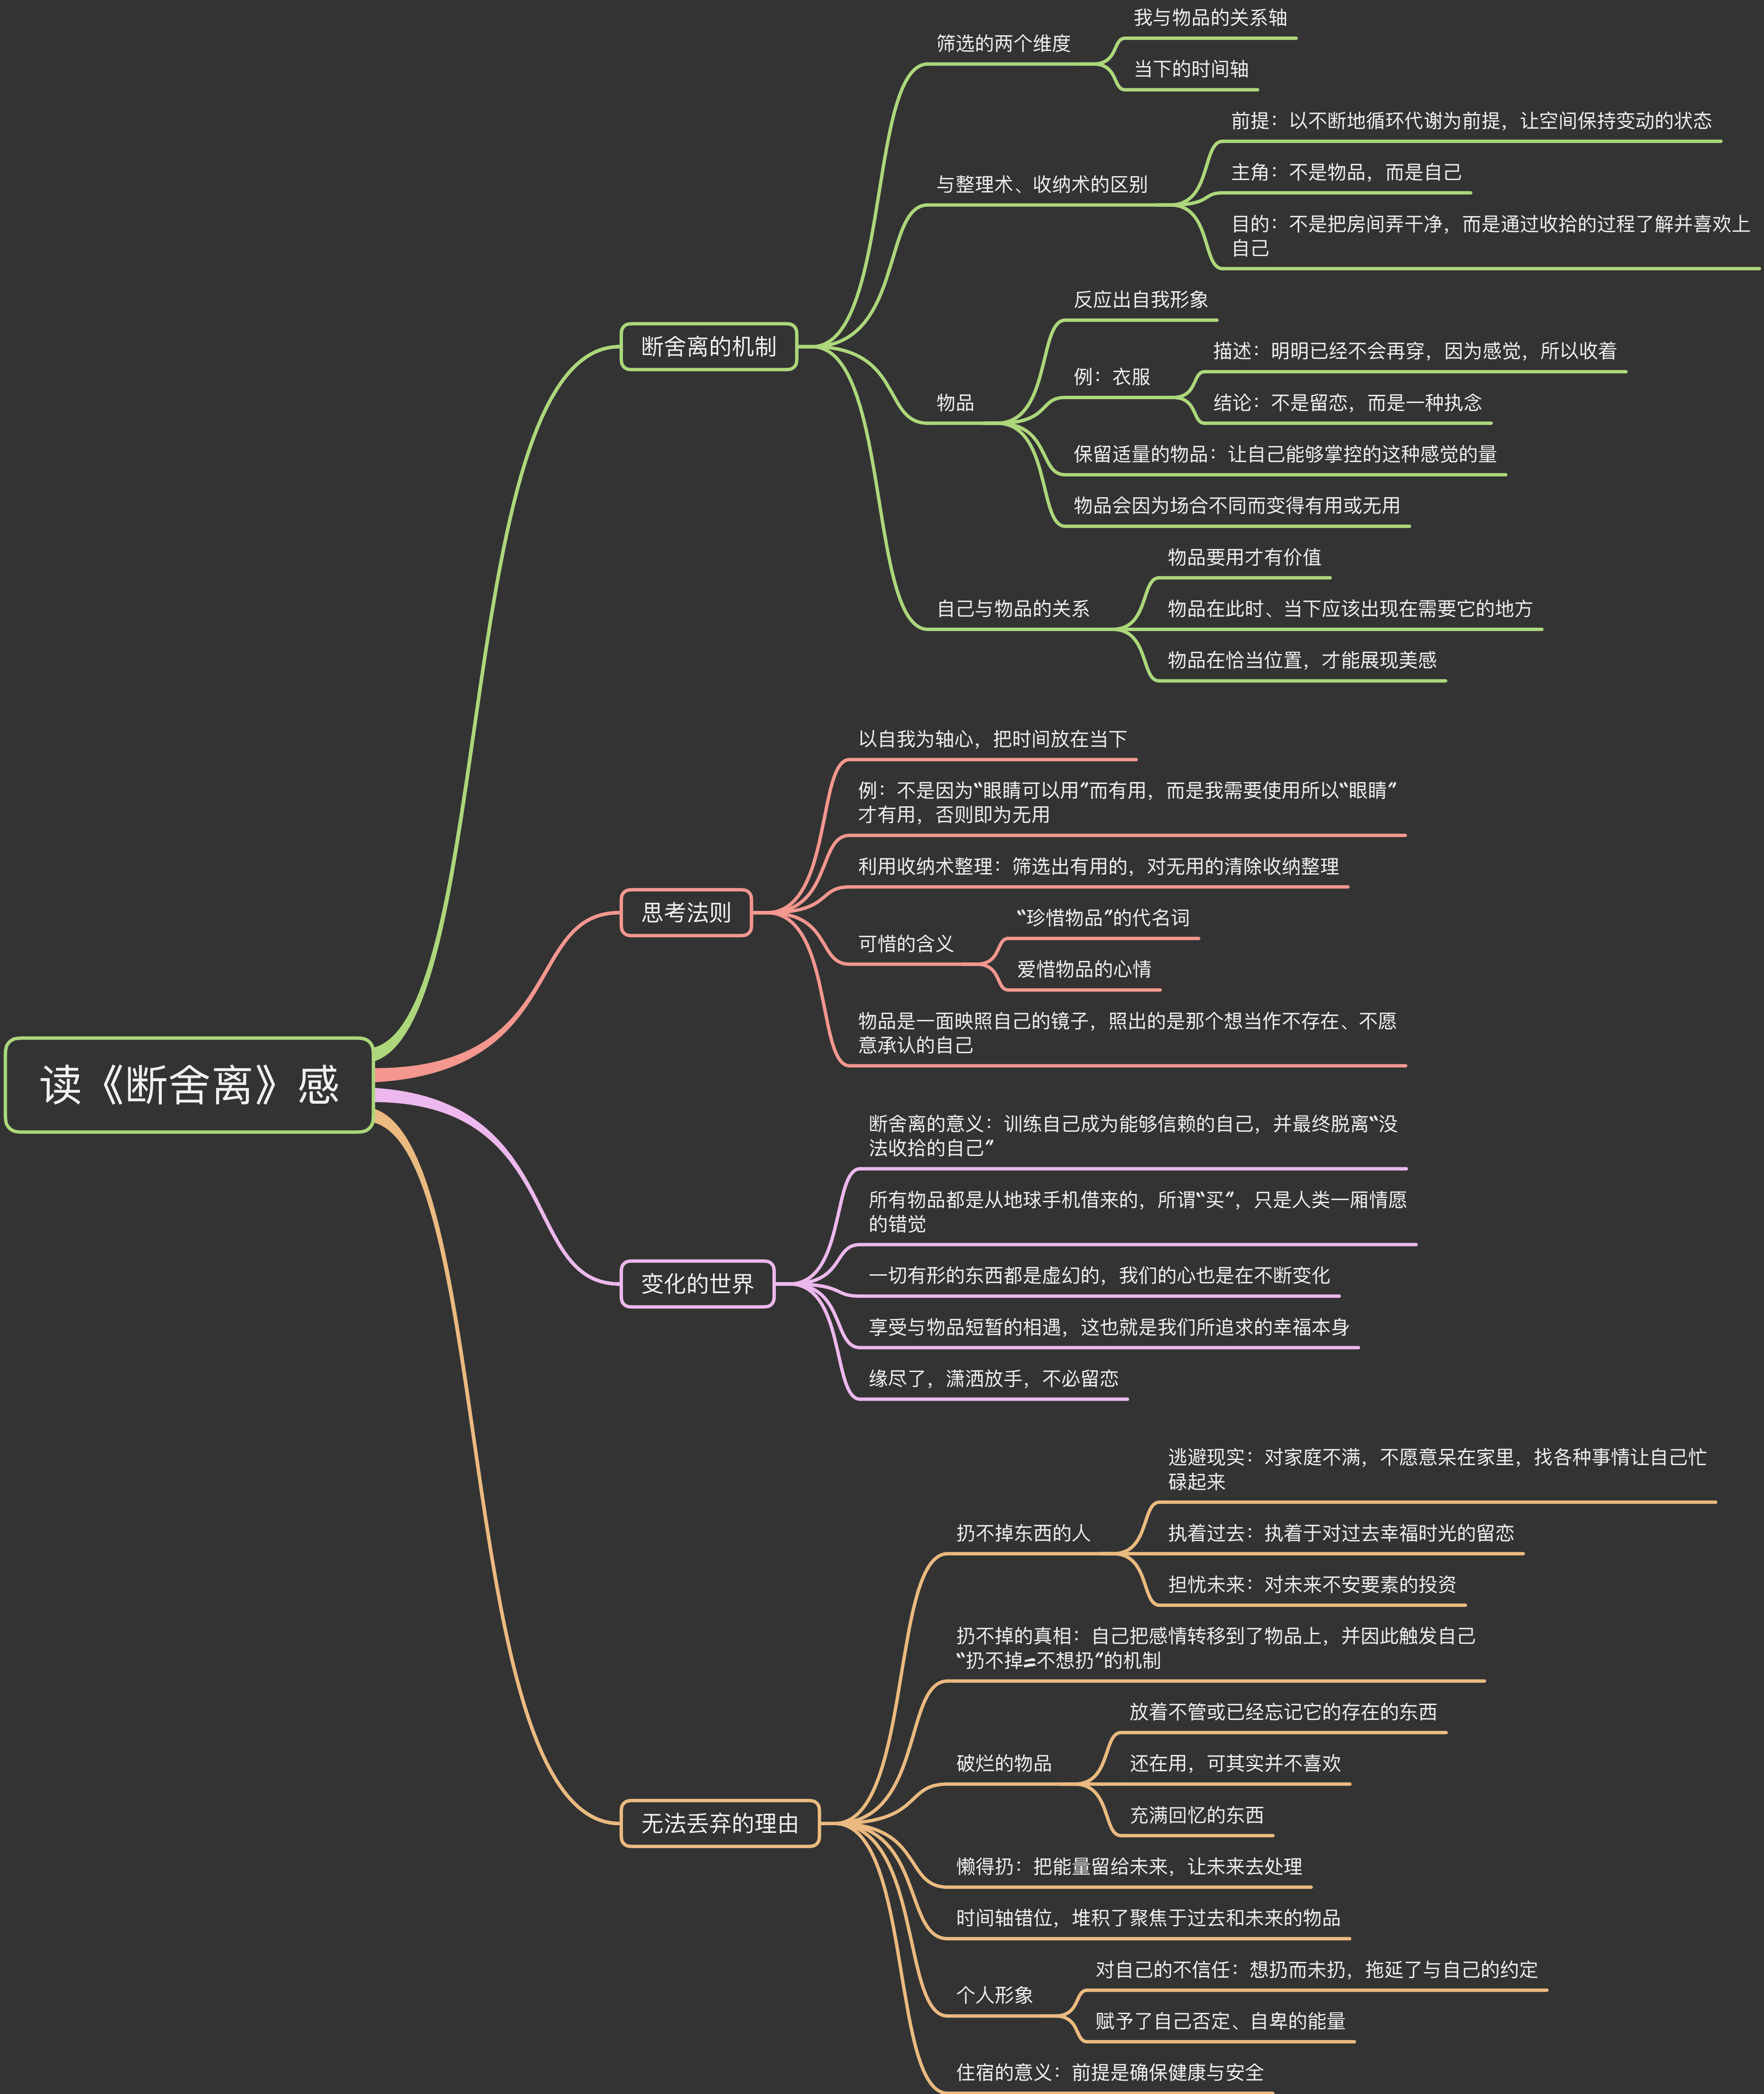 读《断舍离》感
断舍离的机制
筛选的两个维度
我与物品的关系轴
当下的时间轴
与整理术、收纳术的区别
前提：以不断地循环代谢为前提，让空间保持变动的状态
主角：不是物品，而是自己
目的：不是把房间弄干净，而是通过收拾的过程了解并喜欢上
自己
物品
反应出自我形象
例：衣服
描述：明明已经不会再穿，因为感觉，所以收着
结论：不是留恋，而是一种执念
保留适量的物品：让自己能够掌控的这种感觉的量
物品会因为场合不同而变得有用或无用
自己与物品的关系
物品要用才有价值
物品在此时、当下应该出现在需要它的地方
物品在恰当位置，才能展现美感
思考法则
以自我为轴心，把时间放在当下
例：不是因为“眼睛可以用”而有用，而是我需要使用所以“眼睛”
才有用，否则即为无用
利用收纳术整理：筛选出有用的，对无用的清除收纳整理
可惜的含义
“珍惜物品”的代名词
爱惜物品的心情
物品是一面映照自己的镜子，照出的是那个想当作不存在、不愿
意承认的自己
变化的世界
断舍离的意义：训练自己成为能够信赖的自己，并最终脱离“没
法收拾的自己”
所有物品都是从地球手机借来的，所谓“买”，只是人类一厢情愿
的错觉
一切有形的东西都是虚幻的，我们的心也是在不断变化
享受与物品短暂的相遇，这也就是我们所追求的幸福本身
缘尽了，潇洒放手，不必留恋
无法丢弃的理由
扔不掉东西的人
逃避现实：对家庭不满，不愿意呆在家里，找各种事情让自己忙
碌起来
执着过去：执着于对过去幸福时光的留恋
担忧未来：对未来不安要素的投资
扔不掉的真相：自己把感情转移到了物品上，并因此触发自己
“扔不掉=不想扔”的机制
破烂的物品
放着不管或已经忘记它的存在的东西
还在用，可其实并不喜欢
充满回忆的东西
懒得扔：把能量留给未来，让未来去处理
时间轴错位，堆积了聚焦于过去和未来的物品
个人形象
对自己的不信任：想扔而未扔，拖延了与自己的约定
赋予了自己否定、自卑的能量
住宿的意义：前提是确保健康与安全